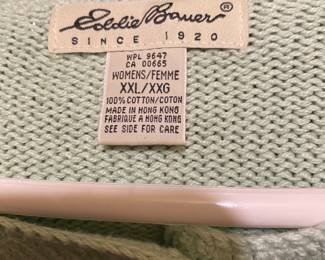 Eddie Bauer®
SINCE 1920
WPL 9647
CA 00665
WOMENS/FEMME
XXL/XXG
100% COTTON/COTON
MADE IN HONG KONG
FABRIQUE A HONG KONG
SEE SIDE FOR CARE